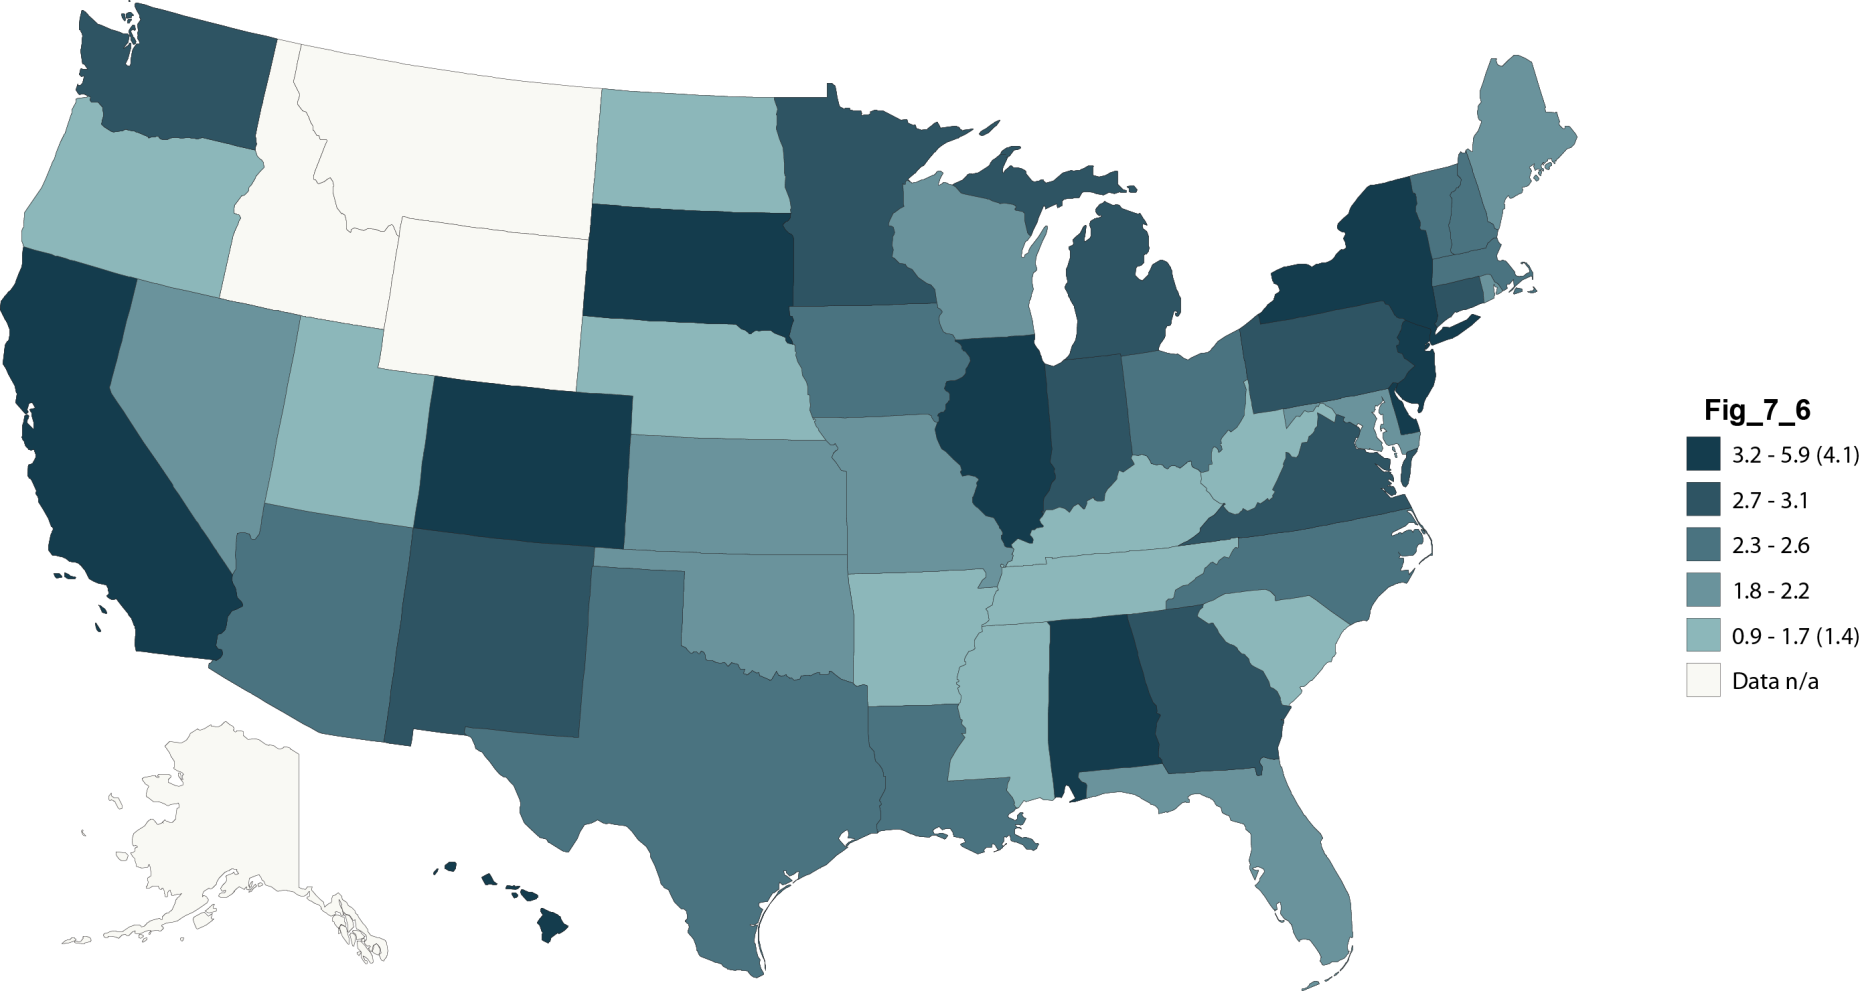 Fig_7_6
3.2 - 5.9 (4.1)
2.7 - 3.1
2.3 - 2.6
1.8 - 2.2
0.9 - 1.7 (1.4)
Data n/a